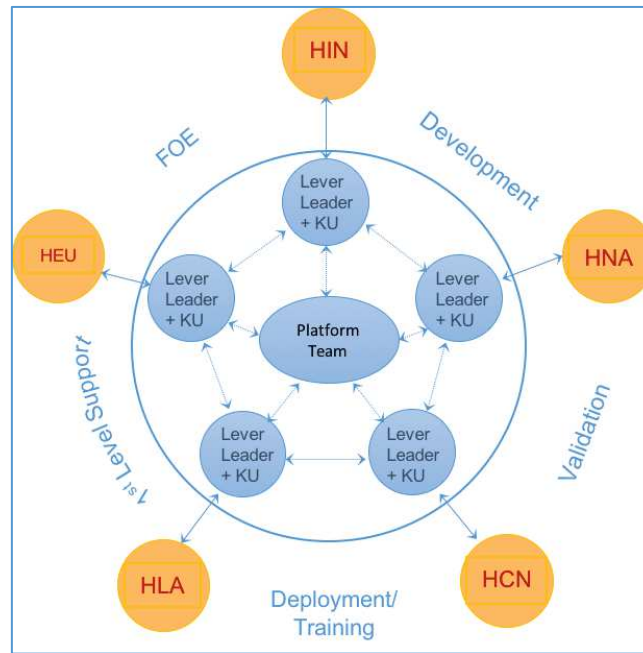 HIN
FOE
Development
Lever
Leader
+ KU
HEU
Lever
Leader
+ KU
Lever
Leader
+ KU
HNA
Platform
Team
1st Level Support
Lever
Leader
+ KU
Lever
Leader
+ KU
Validation
HLA
HCN
Deployment/
Training